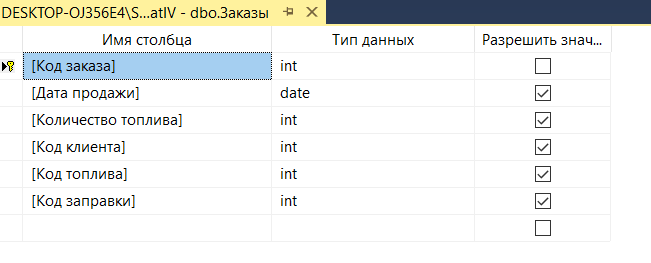 DESKTOP-OJ356E4\S...atIV - dbo.Заказы
Имя столбца Тип данных Разрешить знач...
[Код заказа] int
[Дата продажи] date
[Количество топлива] int
[Код клиента] int
[Код топлива] int
[Код заправки] int